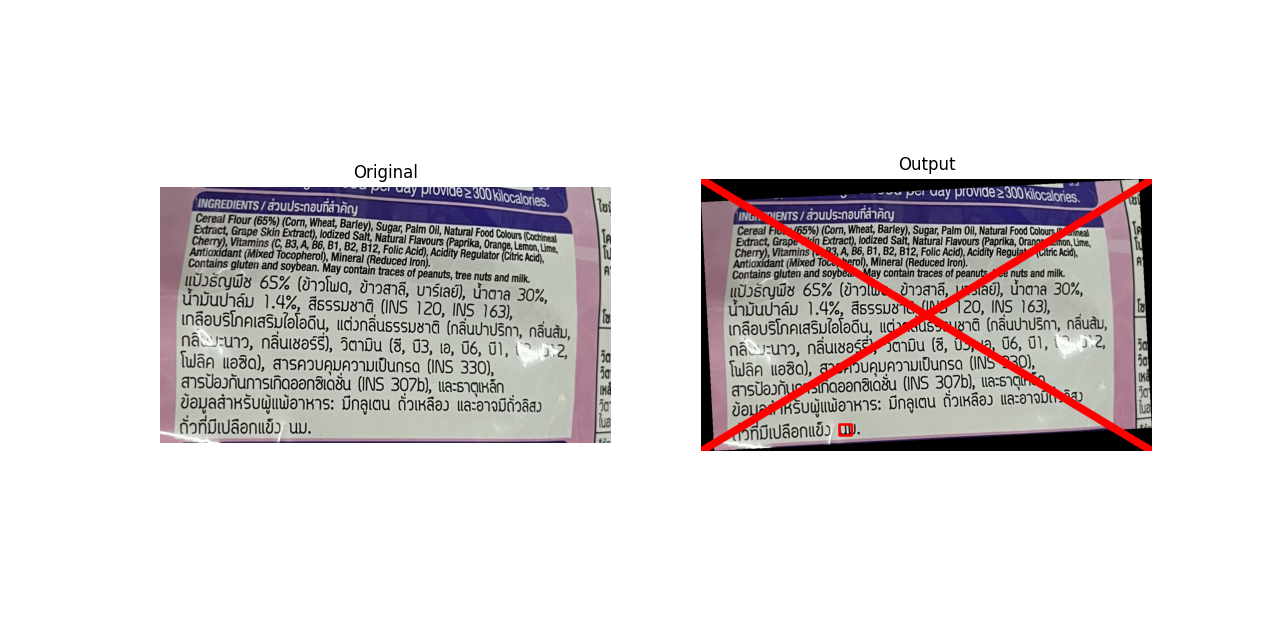 Original
per day provide ≥ 300 kilocalories.
INGREDIENTS / ส่วนประกอบที่สำคัญ
Cereal Flour (65%) (Corn, Wheat, Barley), Sugar, Palm Oil, Natural Food Colours (Cochineal
Extract, Grape Skin Extract), Iodized Salt, Natural Flavours (Paprika, Orange, Lemon, Lime,
Cherry), Vitamins (C, B3, A, B6, B1, B2, B12, Folic Acid), Acidity Regulator (Citric Acid),
Antioxidant (Mixed Tocopherol), Mineral (Reduced Iron).
Contains gluten and soybean. May contain traces of peanuts, tree nuts and milk.
แป้งธัญพืช 65% (ข้าวโพด, ข้าวสาลี, บาร์เลย์), น้ำตาล 30%,
น้ำมันปาล์ม 1.4%, สีธรรมชาติ (INS 120, INS 163),
เกลือบริโภคเสริมไอโอดีน, แต่งกลิ่นธรรมชาติ (กลิ่นปาปริกา, กลิ่นส้ม,
กลิ่นมะนาว, กลิ่นเชอร์รี่), วิตามิน (ซี, บี3, เอ, บี6, บี1,
โฟลิค แอซิด), สารควบคุมความเป็นกรด (INS 330),
สารป้องกันการเกิดออกซิเดชั่น (INS 307b), และธาตุเหล็ก
ข้อมูลสำหรับผู้แพ้อาหาร: มีกลูเตน ถั่วเหลือง และอาจมีถั่วลิสง
ถั่วที่มีเปลือกแข็ง นม.
Output
per day provide ≥ 300 kilocalories.
INGREDIENTS / ส่วนประกอบที่สำคัญ
Cereal Flour (65%) (Corn, Wheat, Barley), Sugar, Palm Oil, Natural Food Colours
Extract, Grape Skin Extract), Iodized Salt, Natural Flavours (Paprika, Orange, Lemon, Lime,
Cherry), Vitamins (C, B3, A, B6, B1, B2, B12, Folic Acid), Acidity Regulator (Citric Acid),
Antioxidant (Mixed Tocopherol), Mineral (Reduced Iron).
Contains gluten and soybean. May contain traces of peanuts, tree nuts and milk.
แป้งธัญพืช 65% (ข้าวโพด, ข้าวสาลี, บาร์เลย์), น้ำตาล 30%,
น้ำมันปาล์ม 1.4%, สีธรรมชาติ (INS 120, INS 163),
เกลือบริโภคเสริมไอโอดีน, แต่งกลิ่นธรรมชาติ (กลิ่นปาปริกา, กลิ่นส้ม,
กลิ่นมะนาว, กลิ่นเชอร์รี่), วิตามิน (ซี, บี3, เอ, บี6, บี1,
โฟลิค แอซิด), สารควบคุมความเป็นกรด (INS 330),
สารป้องกันการเกิดออกซิเดชั่น (INS 307b), และธาตุเหล็ก
ข้อมูลสำหรับผู้แพ้อาหาร: มีกลูเตน ถั่วเหลือง และอาจมีถั่วลิสง
ถั่วที่มีเปลือกแข็ง นม.